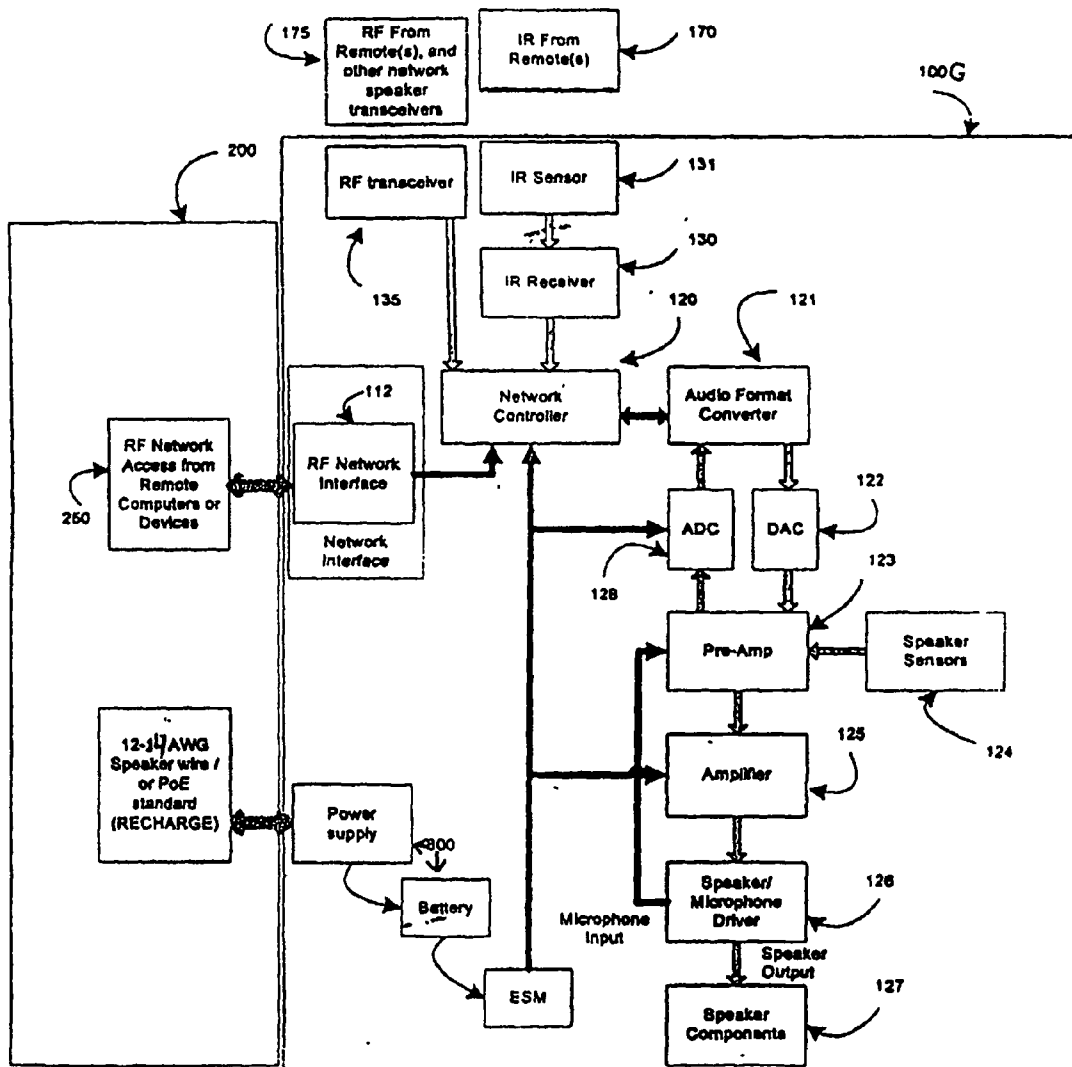 175
RF From
Remote(s), and
other network
speaker
transceivers
IR From
Remote(s)
170
100G
200
RF transceiver
IR Sensor
131
135
IR Receiver
130
120
121
Network
Controller
Audio Format
Converter
112
RF Network
Interface
Network
Interface
RF Network
Access from
Remote
Computers or
Devices
250
ADC
DAC
122
128
123
Pre-Amp
Speaker
Sensors
124
12-14 AWG
Speaker wire /
or PoE
standard
(RECHARGE)
Power
supply
300
Battery
ESM
Amplifier
125
Microphone
Input
Speaker/
Microphone
Driver
126
Speaker
Output
Speaker
Components
127